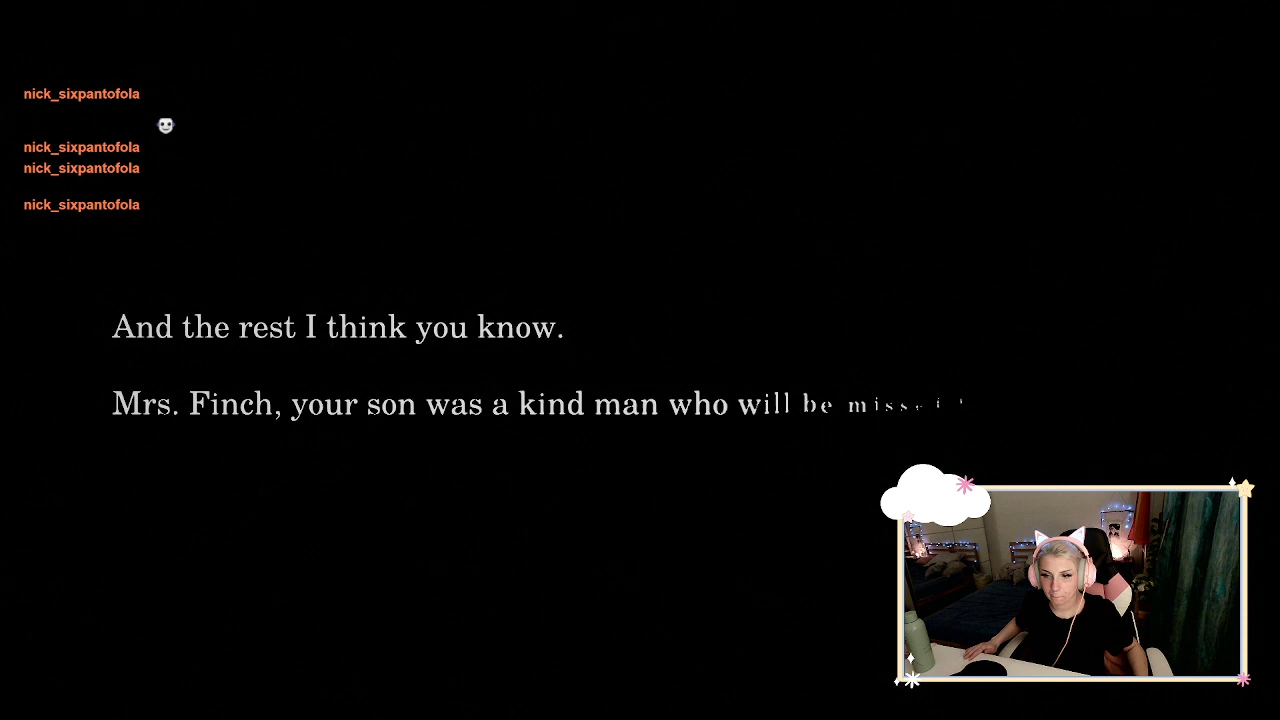 nick_sixpantofola
nick_sixpantofola
nick_sixpantofola
nick_sixpantofola
And the rest I think you know.
Mrs. Finch, your son was a kind man who will be